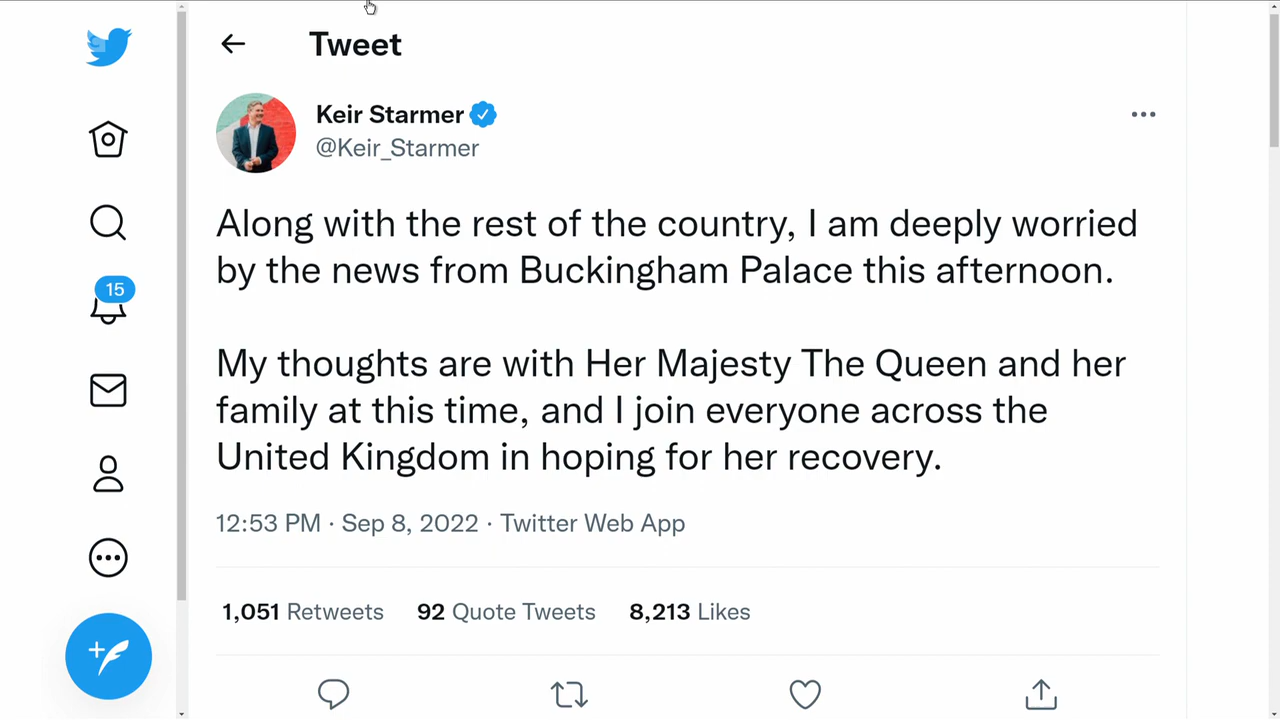 Tweet
Keir Starmer
@Keir_Starmer
Along with the rest of the country, I am deeply worried
by the news from Buckingham Palace this afternoon.
My thoughts are with Her Majesty The Queen and her
family at this time, and I join everyone across the
United Kingdom in hoping for her recovery.
12:53 PM · Sep 8, 2022 · Twitter Web App
1,051 Retweets 92 Quote Tweets 8,213 Likes
15